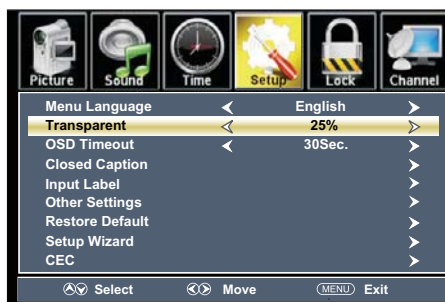 Picture Sound Time Setup Lock Channel
Menu Language English
Transparent 25%
OSD Timeout 30Sec.
Closed Caption
Input Label
Other Settings
Restore Default
Setup Wizard
CEC
Select Move MENU Exit